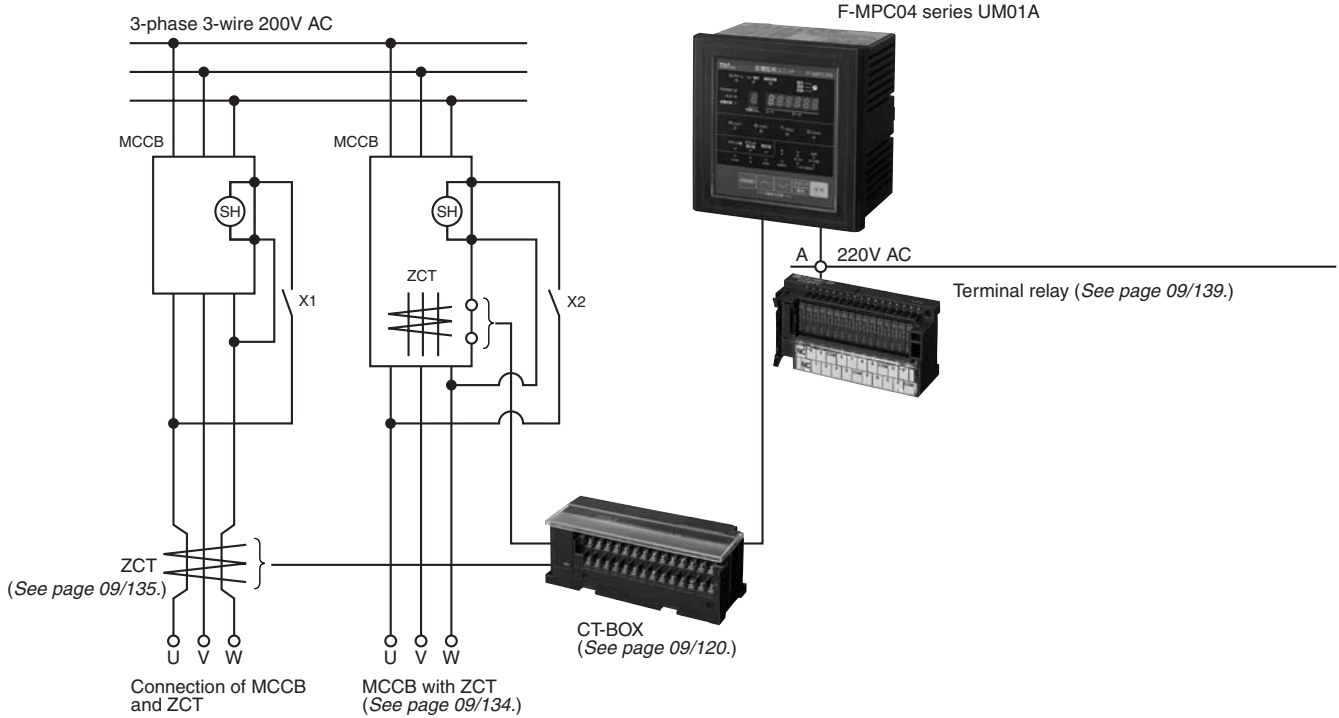 F-MPC04 series UM01A
3-phase 3-wire 200V AC
MCCB
MCCB
SH
SH
A
220V AC
ZCT
Terminal relay (See page 09/139.)
X1
X2
ZCT
(See page 09/135.)
CT-BOX
(See page 09/120.)
U V W
U V W
Connection of MCCB
and ZCT
MCCB with ZCT
(See page 09/134.)